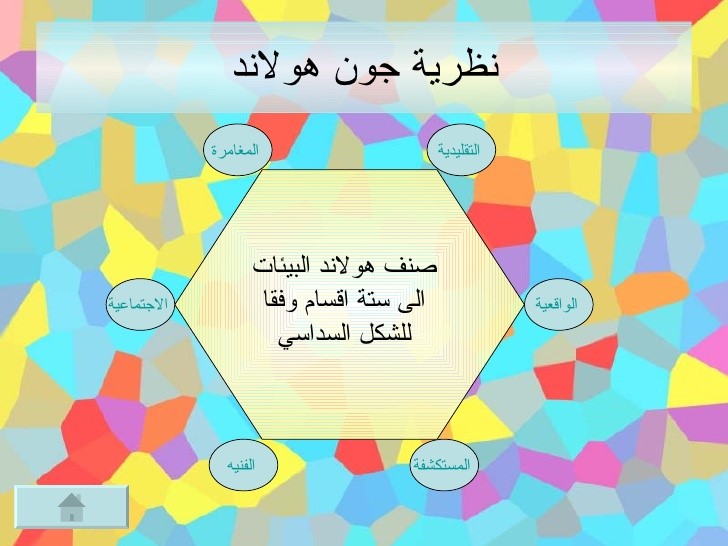 نظرية جون هولاند
التقليدية
المغامرة
صنف هولاند البيئات
الى ستة اقسام وفقا
للشكل السداسي
الواقعية
الاجتماعية
المستكشفة
الفنيه